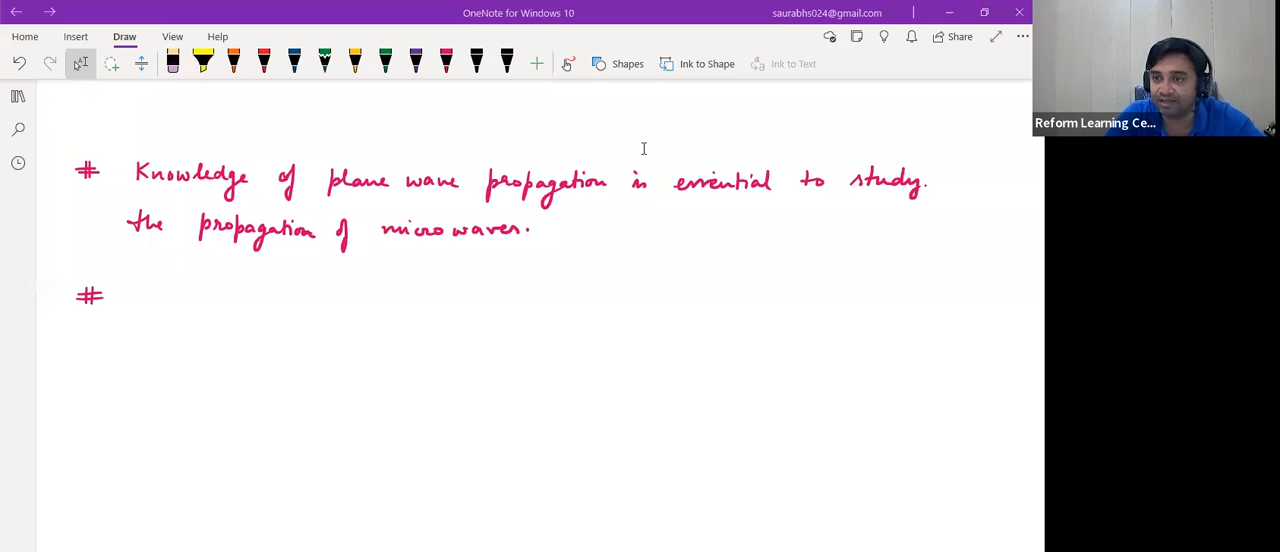 OneNote for Windows 10
saurabhs024@gmail.com
Home Insert Draw View Help
Share
Shapes
Ink to Shape
Ink to Text
Reform Learning Ce...
# Knowledge of plane wave propagation is essential to study.
the propagation of microwaves.
#